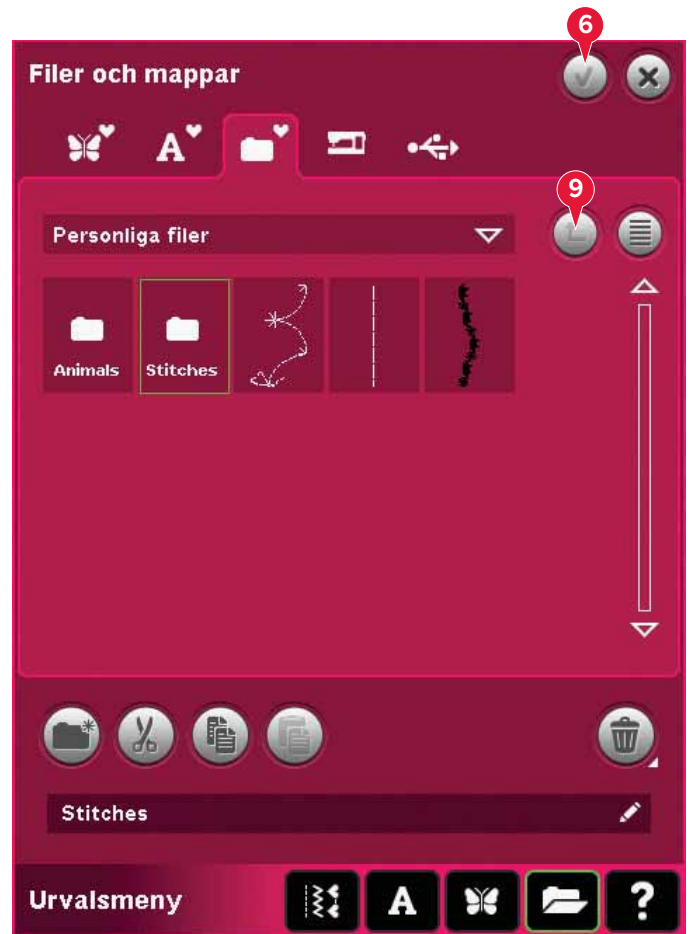 6
Filer och mappar
A
9
Personliga filer
Animals
Stitches
Stitches
Urvalsmeny
A
?